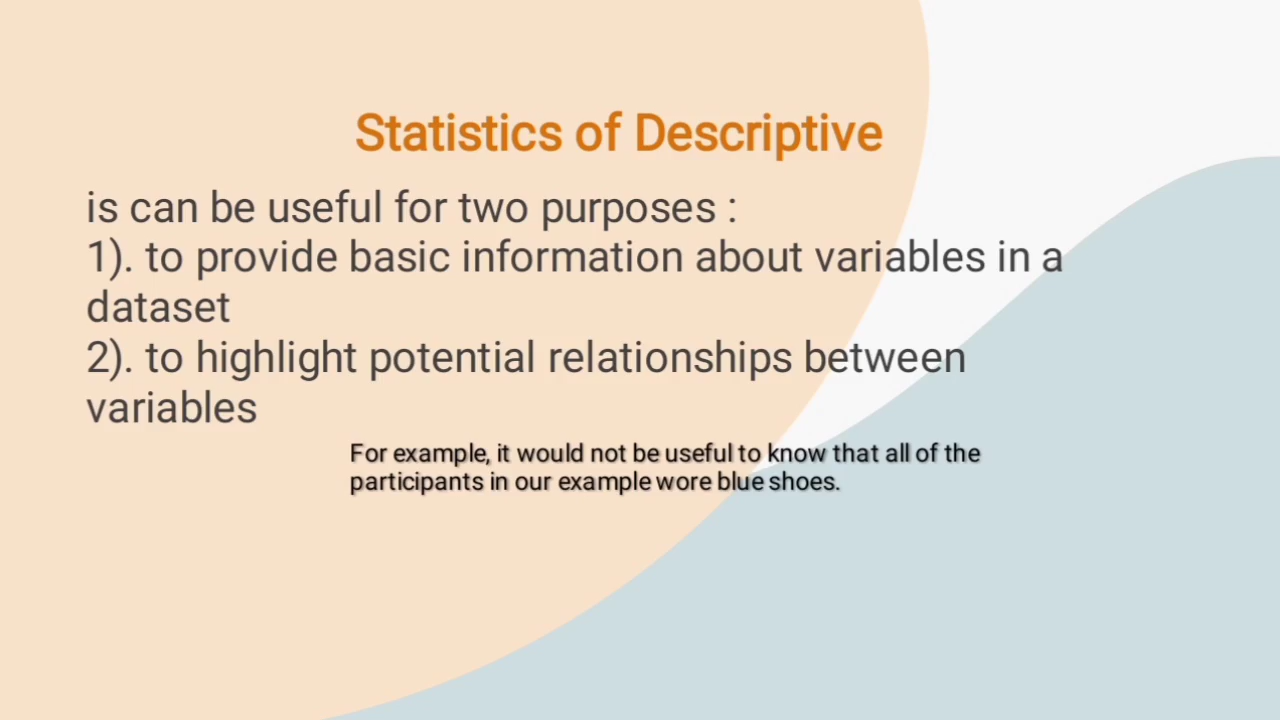 Statistics of Descriptive
is can be useful for two purposes :
1). to provide basic information about variables in a
dataset
2). to highlight potential relationships between
variables
For example, it would not be useful to know that all of the
participants in our example wore blue shoes.